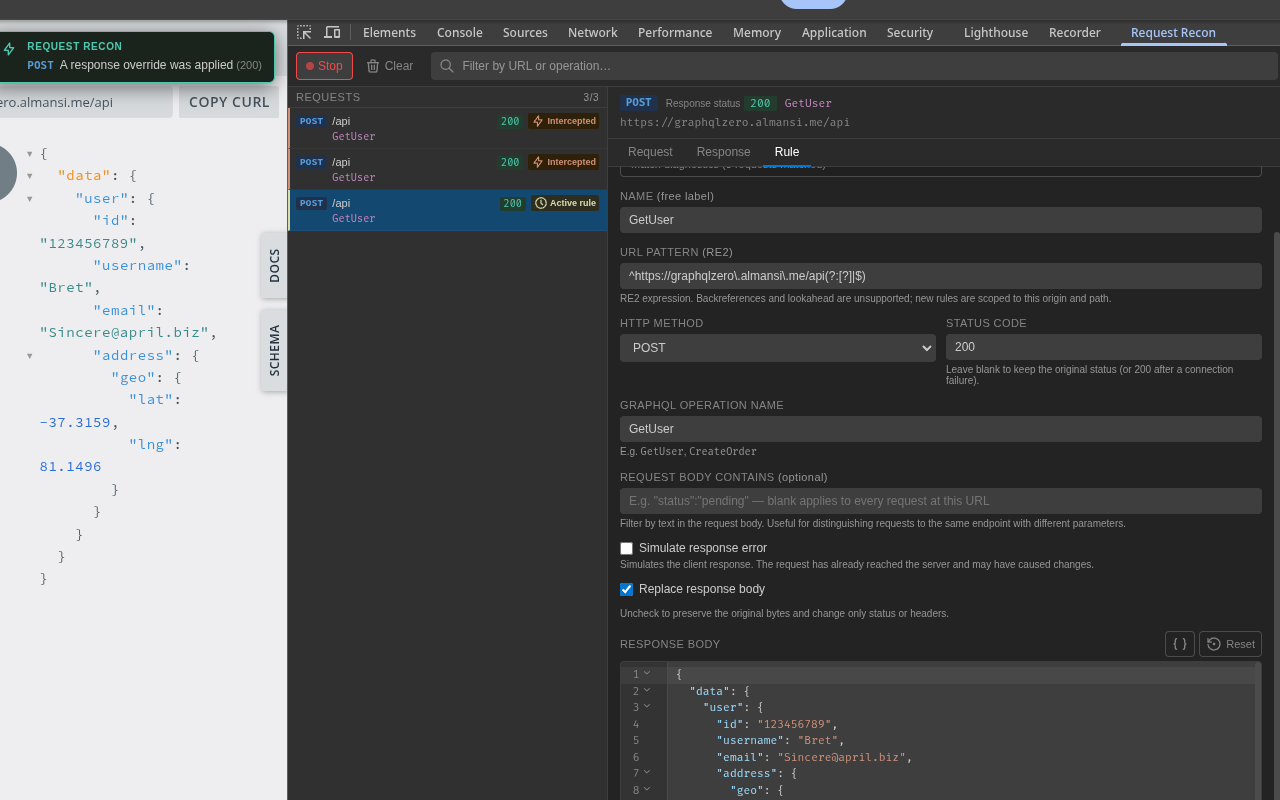 Elements Console Sources Network Performance Memory Application Security Lighthouse Recorder Request Recon
REQUEST RECON
POST A response override was applied (200)
ero.almansi.me/api COPY CURL
{
"data": {
"user": {
"id":
"123456789",
"username":
"Bret",
"email":
"Sincere@april.biz",
"address": {
"geo": {
"lat":
-37.3159,
"lng":
81.1496
}
}
}
}
}
DOCS
SCHEMA
Stop Clear Filter by URL or operation…
REQUESTS 3/3
POST /api 200 Intercepted
GetUser
POST /api 200 Intercepted
GetUser
POST /api 200 Active rule
GetUser
POST Response status 200 GetUser
https://graphqlzero.almansi.me/api
Request Response Rule
NAME (free label)
GetUser
URL PATTERN (RE2)
^https://graphqlzero\.almansi\.me/api(?:[?]|$)
RE2 expression. Backreferences and lookahead are unsupported; new rules are scoped to this origin and path.
HTTP METHOD STATUS CODE
POST 200
Leave blank to keep the original status (or 200 after a connection
failure).
GRAPHQL OPERATION NAME
GetUser
E.g. GetUser, CreateOrder
REQUEST BODY CONTAINS (optional)
E.g. "status":"pending" — blank applies to every request at this URL
Filter by text in the request body. Useful for distinguishing requests to the same endpoint with different parameters.
Simulate response error
Simulates the client response. The request has already reached the server and may have caused changes.
Replace response body
Uncheck to preserve the original bytes and change only status or headers.
RESPONSE BODY { } Reset
1 {
2 "data": {
3 "user": {
4 "id": "123456789",
5 "username": "Bret",
6 "email": "Sincere@april.biz",
7 "address": {
8 "geo": {